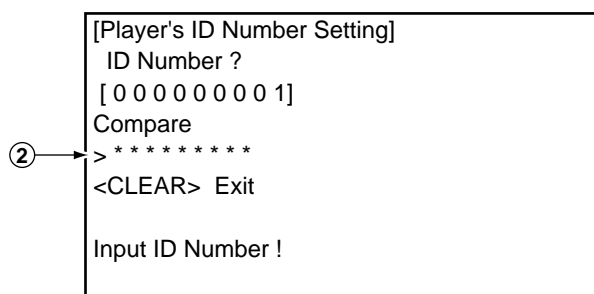 [Player's ID Number Setting]
ID Number ?
[ 0 0 0 0 0 0 0 0 1]
Compare
② > * * * * * * * * *
<CLEAR> Exit
Input ID Number !